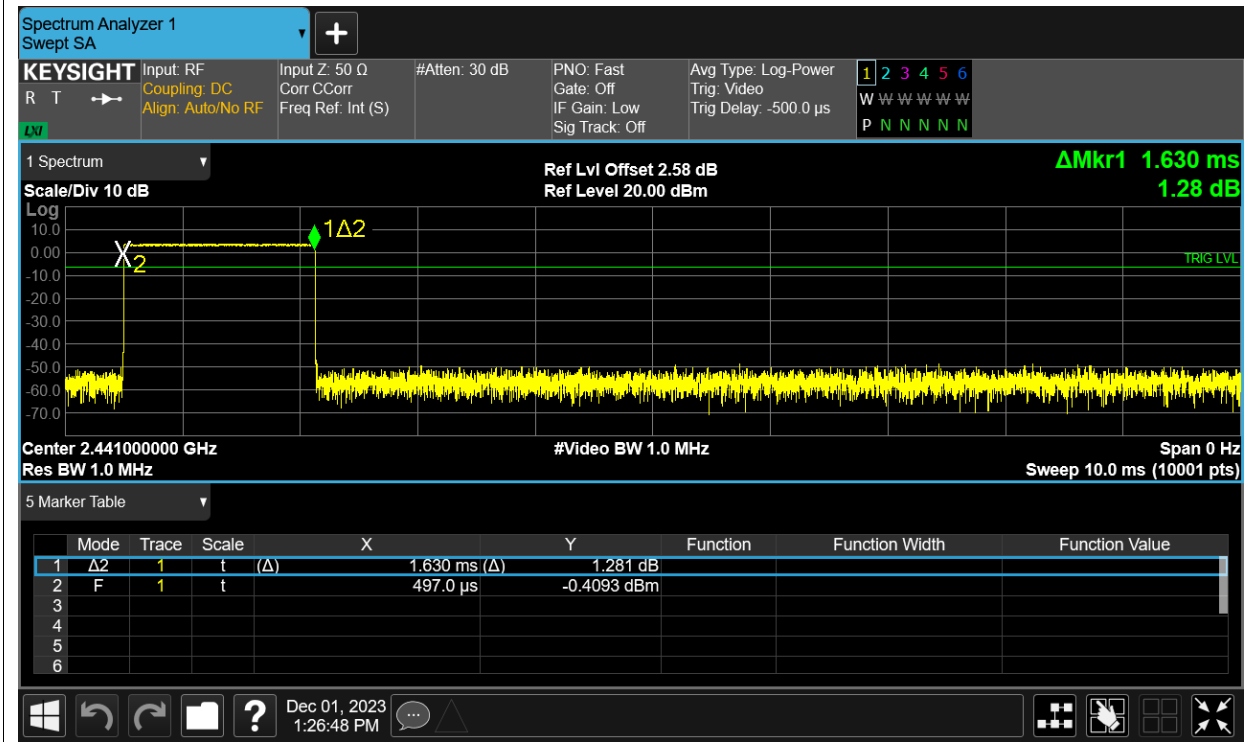 Spectrum Analyzer 1
Swept SA
KEYSIGHT
R T
LXI
Input: RF
Coupling: DC
Align: Auto/No RF
Input Z: 50 Ω
Corr CCorr
Freq Ref: Int (S)
#Atten: 30 dB
PNO: Fast
Gate: Off
IF Gain: Low
Sig Track: Off
Avg Type: Log-Power
Trig: Video
Trig Delay: -500.0 µs
1 2 3 4 5 6
W W W W W W
P N N N N N
1 Spectrum
Scale/Div 10 dB
Ref Lvl Offset 2.58 dB
Ref Level 20.00 dBm
ΔMkr1 1.630 ms
1.28 dB
Log
10.0
0.00
-10.0
-20.0
-30.0
-40.0
-50.0
-60.0
-70.0
1Δ2
X2
TRIG LVL
Center 2.441000000 GHz
Res BW 1.0 MHz
#Video BW 1.0 MHz
Span 0 Hz
Sweep 10.0 ms (10001 pts)
5 Marker Table
Mode Trace Scale X Y Function Function Width Function Value
1 Δ2 1 t (Δ) 1.630 ms (Δ) 1.281 dB
2 F 1 t 497.0 µs -0.4093 dBm
3
4
5
6
?
Dec 01, 2023
1:26:48 PM